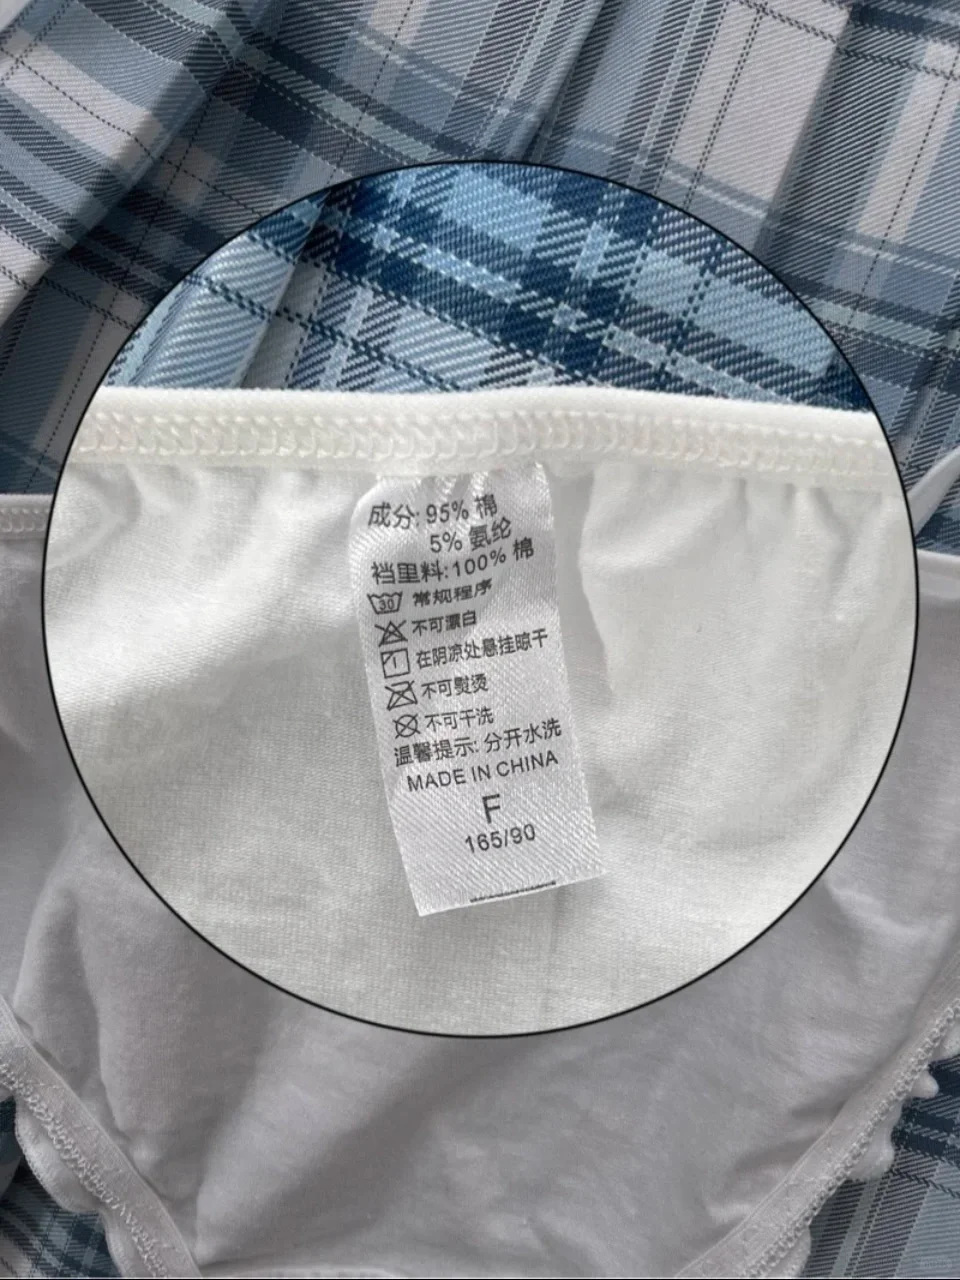 成分: 95% 棉
5% 氨纶
裆里料:100% 棉
30 常规程序
不可漂白
在阴凉处悬挂晾干
不可熨烫
不可干洗
温馨提示: 分开水洗
MADE IN CHINA
F
165/90